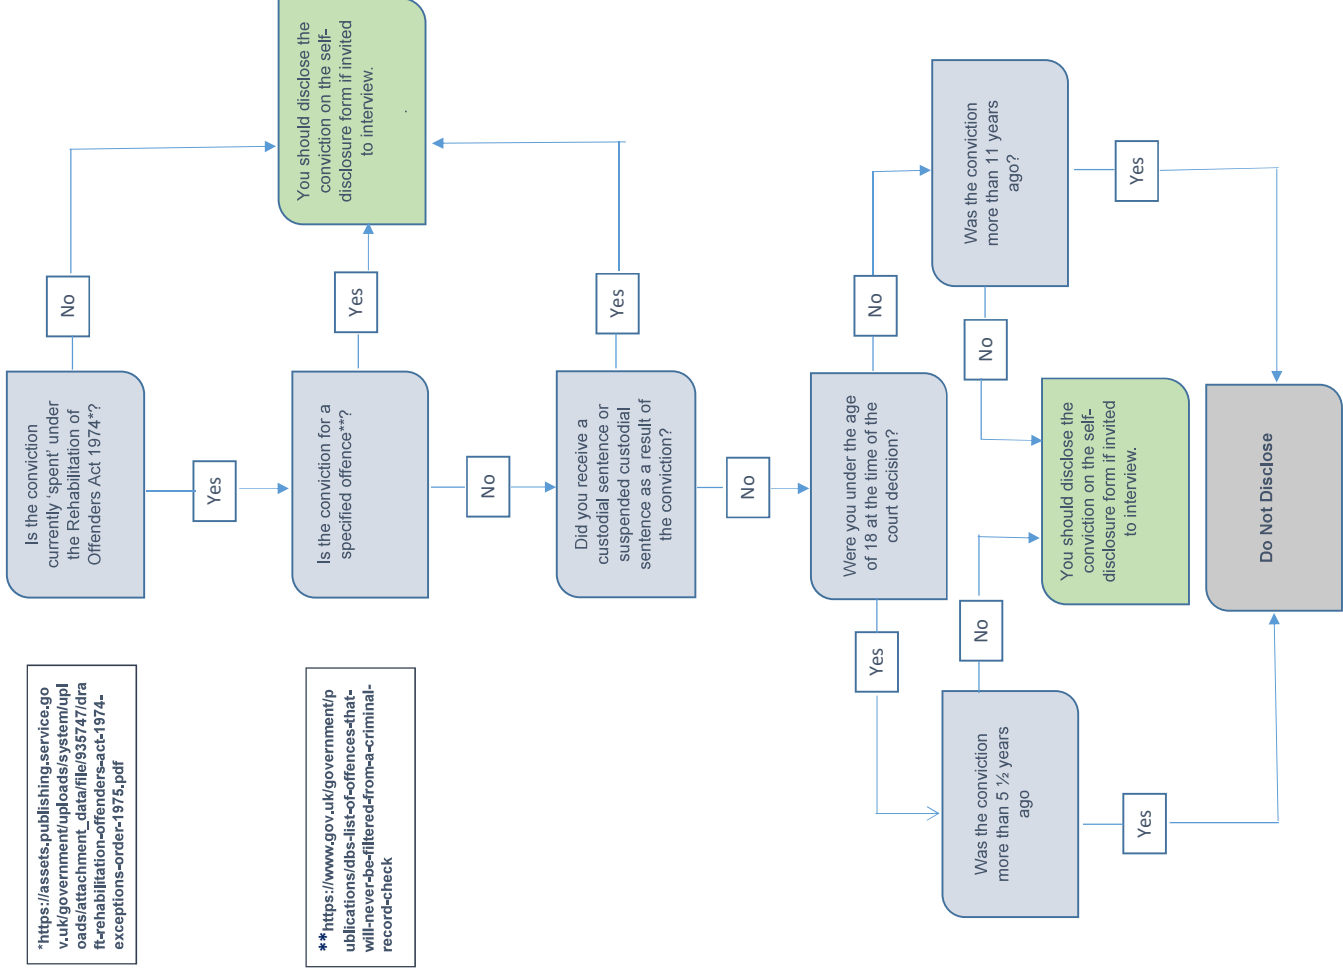 Is the conviction
currently ‘spent’ under
the Rehabilitation of
Offenders Act 1974*?
No
Yes
You should disclose the
conviction on the self-
disclosure form if invited
to interview.
.
Is the conviction for a
specified offence**?
Yes
No
Did you receive a
custodial sentence or
suspended custodial
sentence as a result of
the conviction?
Yes
No
Were you under the age
of 18 at the time of the
court decision?
No
Yes
Was the conviction
more than 11 years
ago?
No
Yes
Was the conviction
more than 5 ½ years
ago
No
Yes
You should disclose the
conviction on the self-
disclosure form if invited
to interview.
Do Not Disclose
*https://assets.publishing.service.go
v.uk/government/uploads/system/upl
oads/attachment_data/file/935747/dra
ft-rehabilitation-offenders-act-1974-
exceptions-order-1975.pdf
**https://www.gov.uk/government/p
ublications/dbs-list-of-offences-that-
will-never-be-filtered-from-a-criminal-
record-check